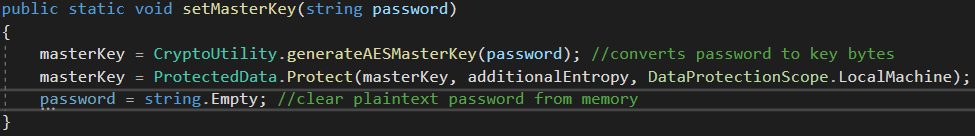 public static void setMasterKey(string password)
{
masterKey = CryptoUtility.generateAESMasterKey(password); //converts password to key bytes
masterKey = ProtectedData.Protect(masterKey, additionalEntropy, DataProtectionScope.LocalMachine);
password = string.Empty; //clear plaintext password from memory
}